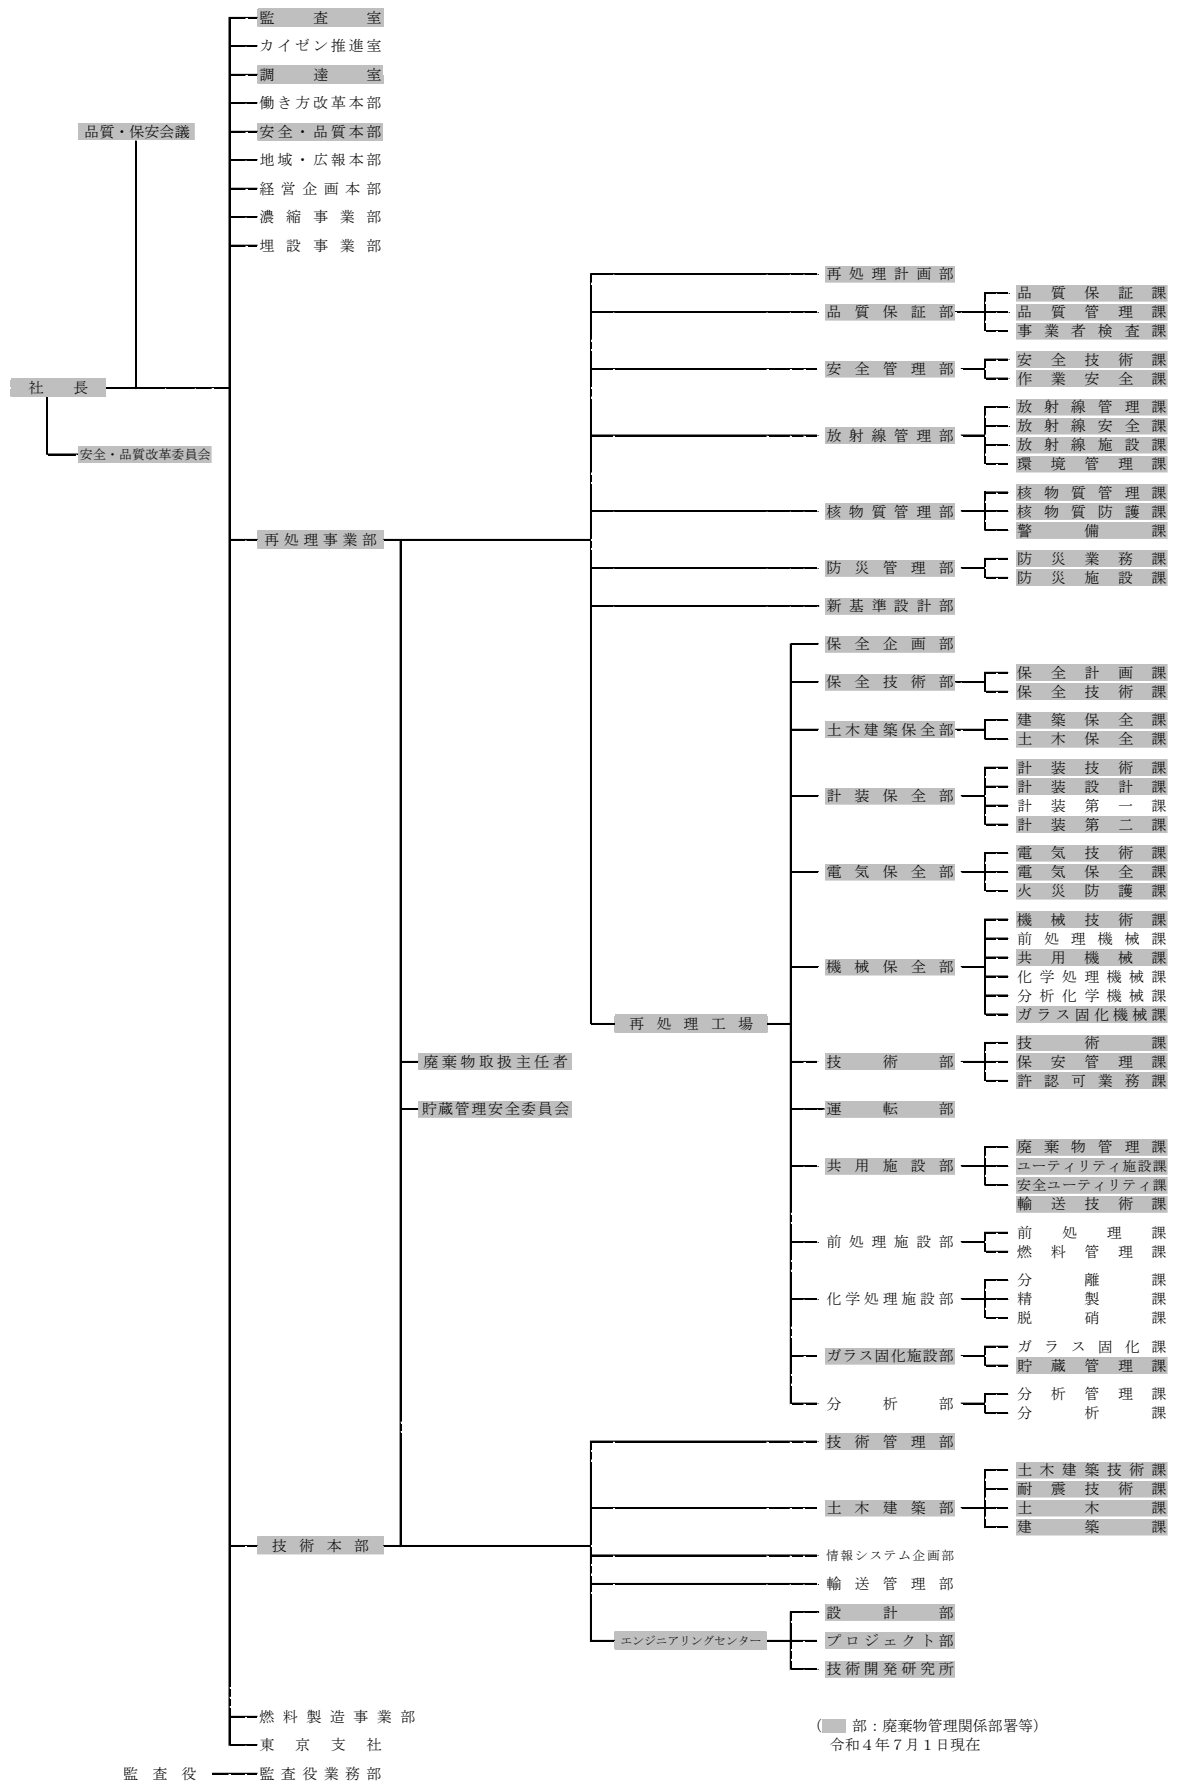 監査室
カイゼン推進室
調達室
働き方改革本部
品質・保安会議
安全・品質本部
地域・広報本部
経営企画本部
濃縮事業部
埋設事業部
社長
安全・品質改革委員会
再処理事業部
再処理計画部
品質保証部
品質保証課
品質管理課
事業者検査課
安全管理部
安全技術課
作業安全課
放射線管理部
放射線管理課
放射線安全課
放射線施設課
環境管理課
核物質管理部
核物質管理課
核物質防護課
警備課
防災管理部
防災業務課
防災施設課
新基準設計部
再処理工場
保全企画部
保全技術部
保全計画課
保全技術課
土木建築保全部
建築保全課
土木保全課
計装保全部
計装技術課
計装設計課
計装第一課
計装第二課
電気保全部
電気技術課
電気保全課
火災防護課
機械保全部
機械技術課
前処理機械課
共用機械課
化学処理機械課
分析化学機械課
ガラス固化機械課
技術部
技術課
保安管理課
許認可業務課
運転部
共用施設部
廃棄物管理課
ユーティリティ施設課
安全ユーティリティ課
輸送技術課
前処理施設部
前処理課
燃料管理課
化学処理施設部
分離課
精製課
脱硝課
ガラス固化施設部
ガラス固化課
貯蔵管理課
分析部
分析管理課
分析課
廃棄物取扱主任者
貯蔵管理安全委員会
技術本部
技術管理部
土木建築部
土木建築技術課
耐震技術課
土木課
建築課
情報システム企画部
輸送管理部
エンジニアリングセンター
設計部
プロジェクト部
技術開発研究所
燃料製造事業部
東京支社
監査役
監査役業務部
( 部：廃棄物管理関係部署等)
令和４年７月１日現在